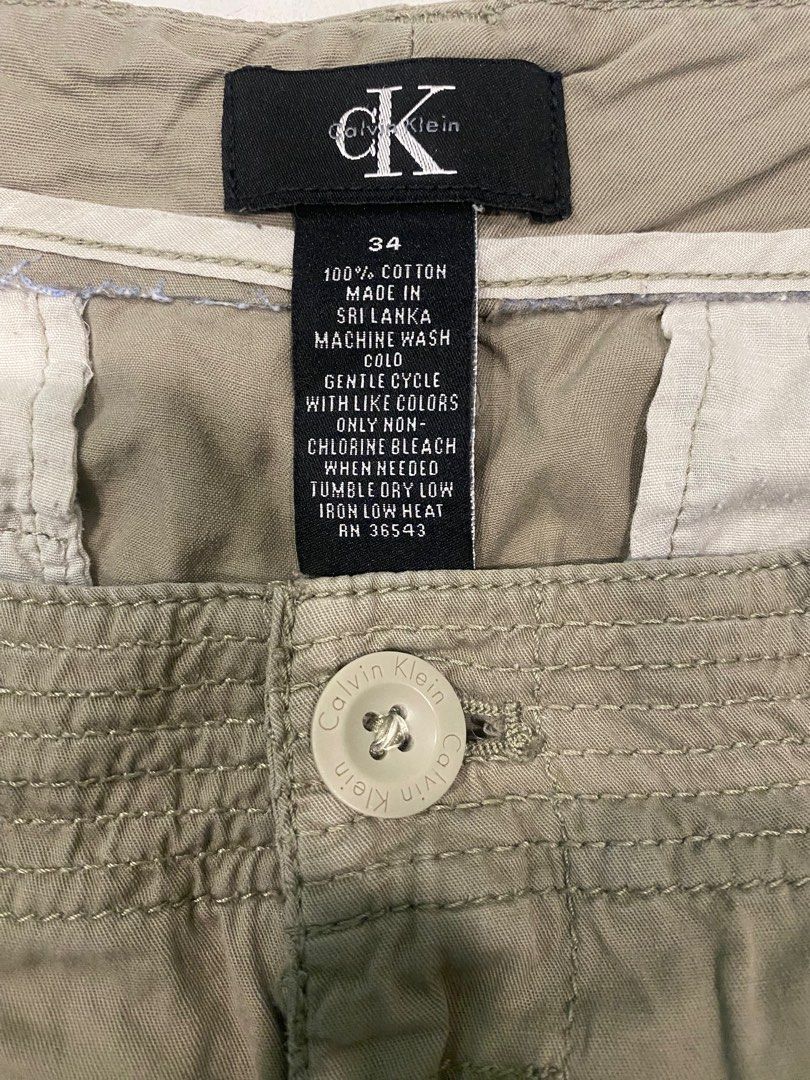 cK
Calvin Klein
34
100% COTTON
MADE IN
SRI LANKA
MACHINE WASH
COLD
GENTLE CYCLE
WITH LIKE COLORS
ONLY NON-
CHLORINE BLEACH
WHEN NEEDED
TUMBLE DRY LOW
IRON LOW HEAT
RN 36543
Calvin Klein
Calvin Klein